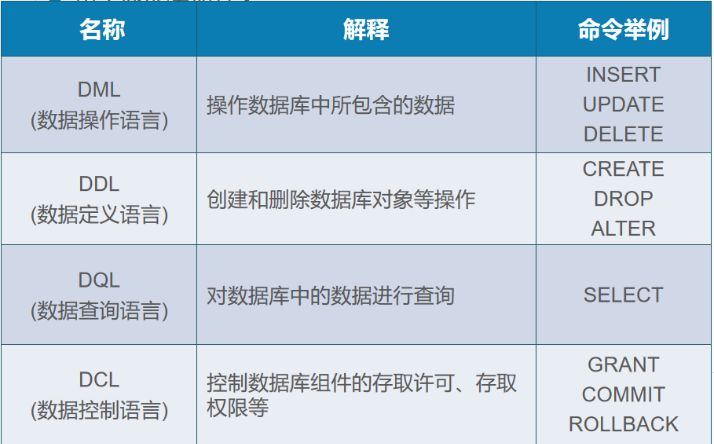 名称 解释 命令举例
DML
(数据操作语言)
操作数据库中所包含的数据
INSERT
UPDATE
DELETE
DDL
(数据定义语言)
创建和删除数据库对象等操作
CREATE
DROP
ALTER
DQL
(数据查询语言)
对数据库中的数据进行查询
SELECT
DCL
(数据控制语言)
控制数据库组件的存取许可、存取
权限等
GRANT
COMMIT
ROLLBACK